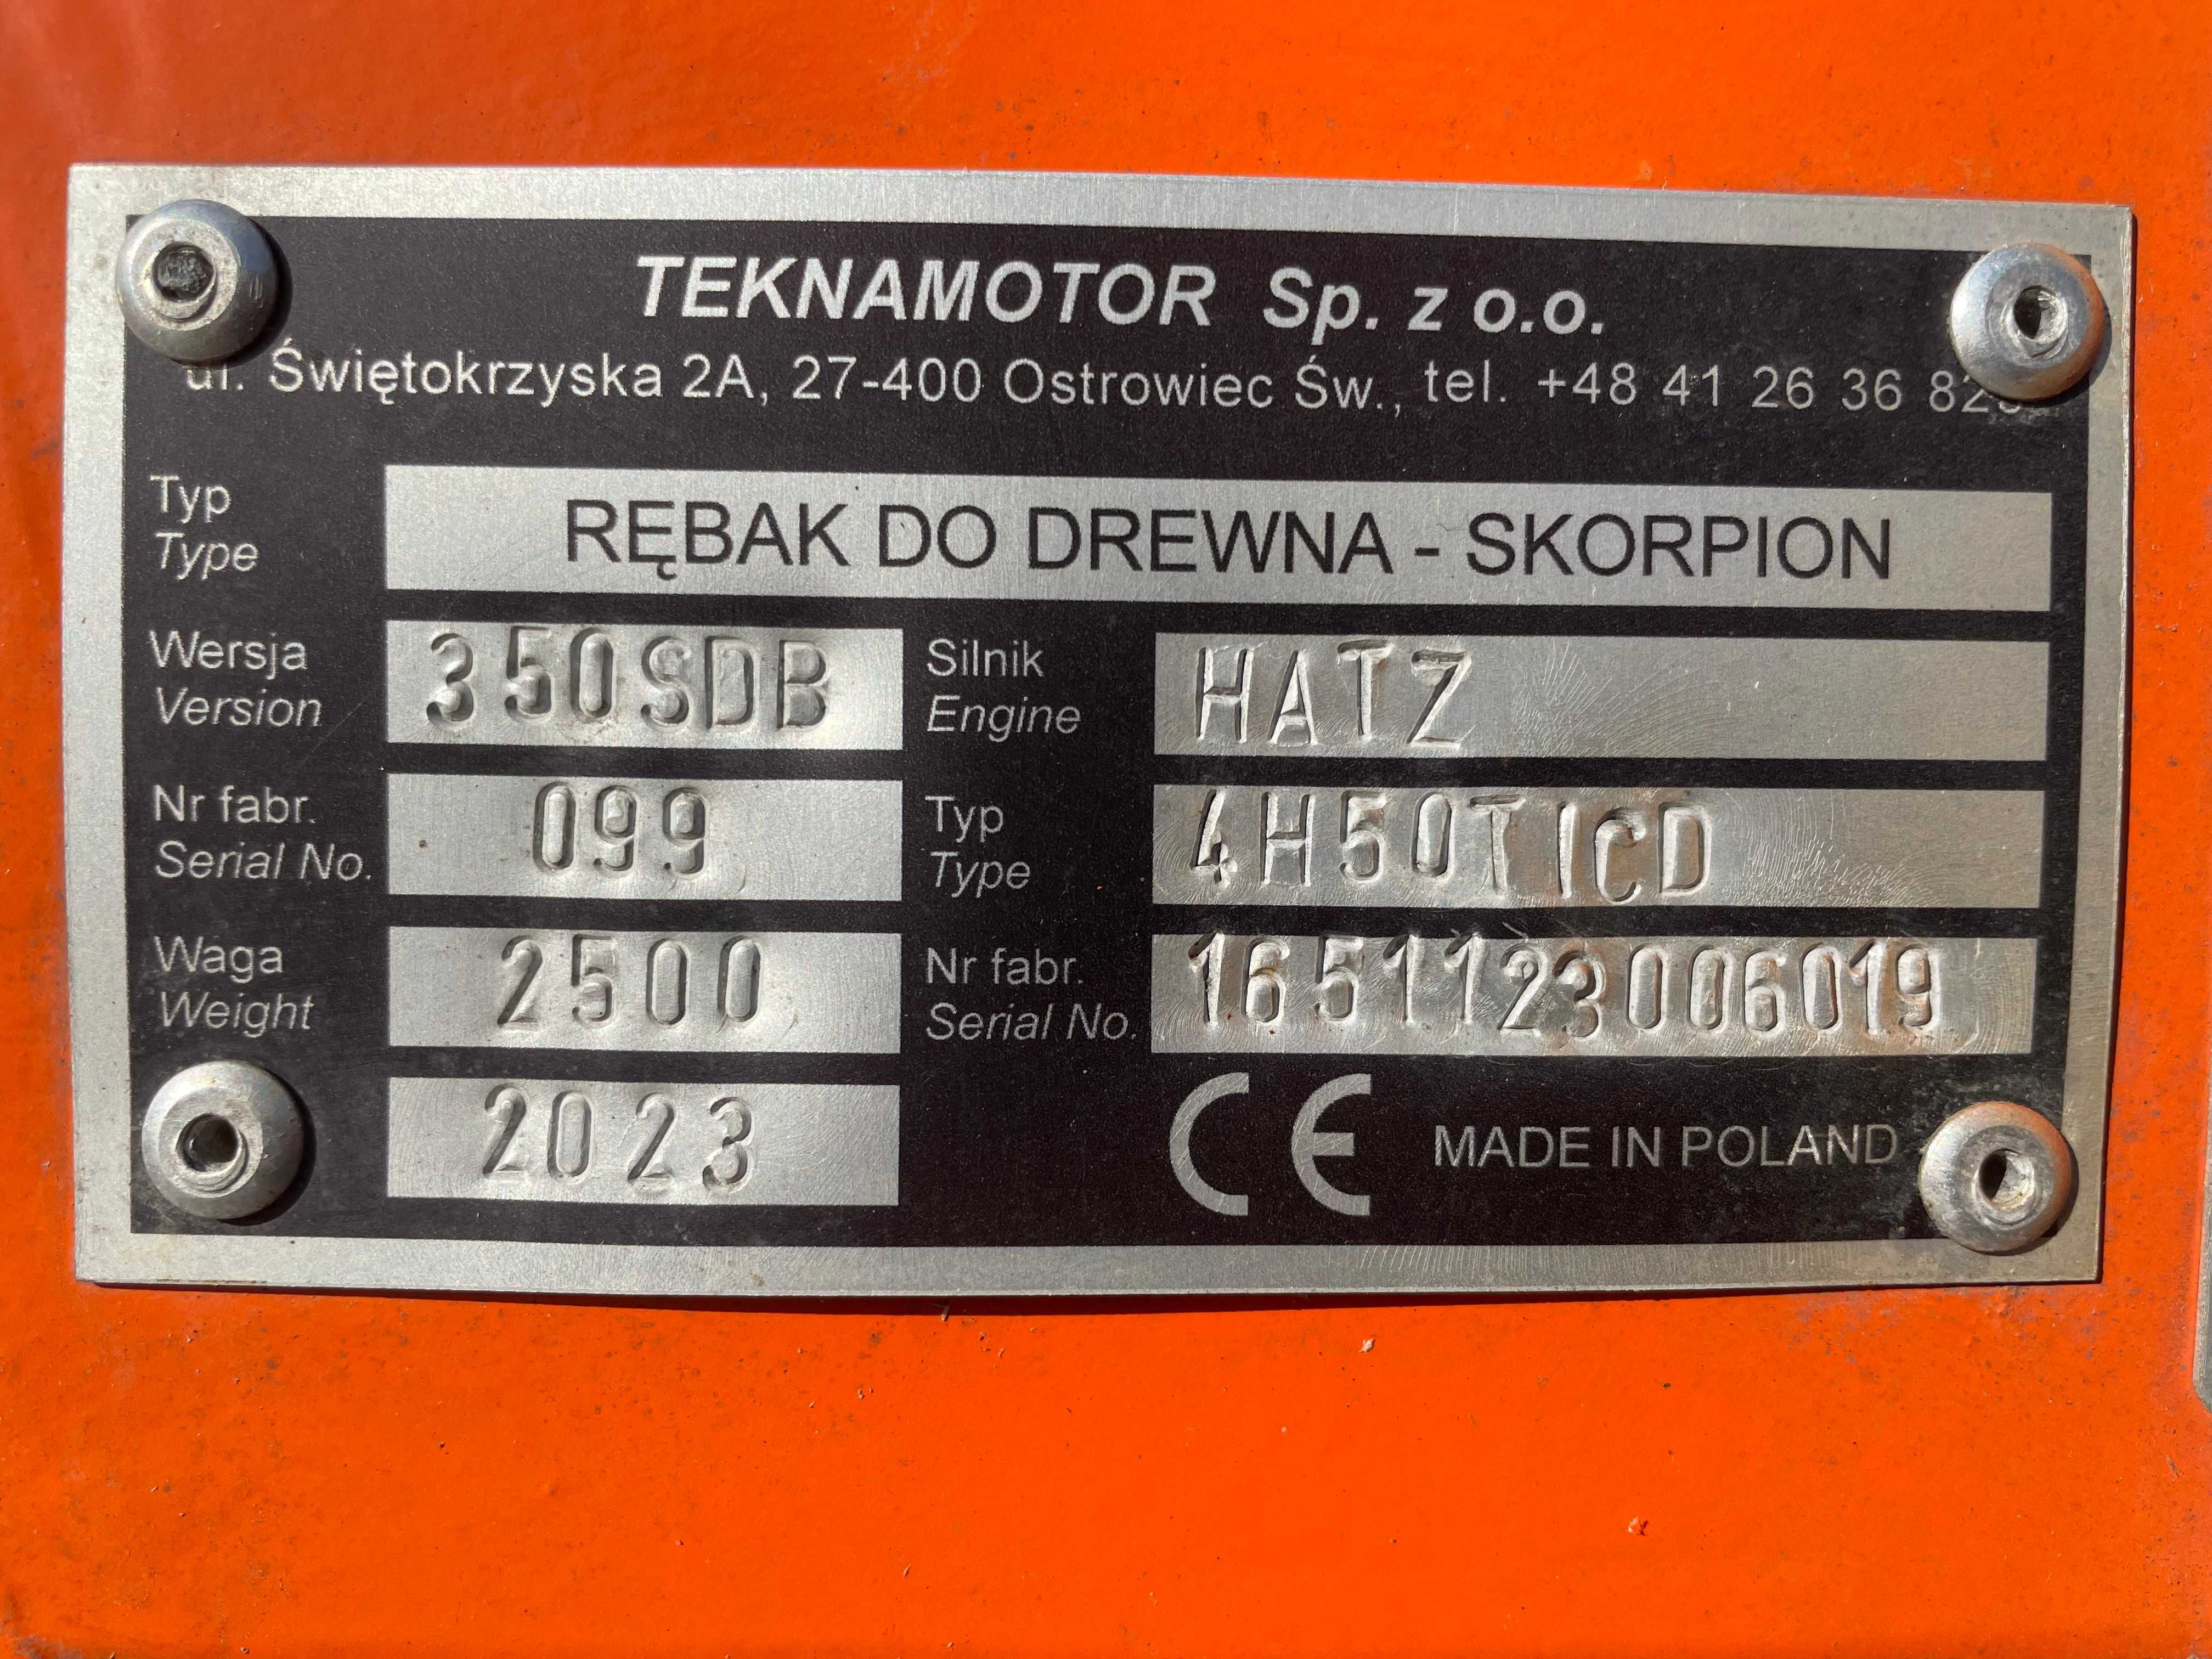 TEKNAMOTOR Sp. z o.o.
ul. Świętokrzyska 2A, 27-400 Ostrowiec Św., tel. +48 41 26 36
Typ
Type
RĘBAK DO DREWNA - SKORPION
Wersja
Version
350SDB
Silnik
Engine
HATZ
Nr fabr.
Serial No.
099
Typ
Type
4H50TICD
Waga
Weight
2500
Nr fabr.
Serial No.
1651123006019
2023
CE MADE IN POLAND